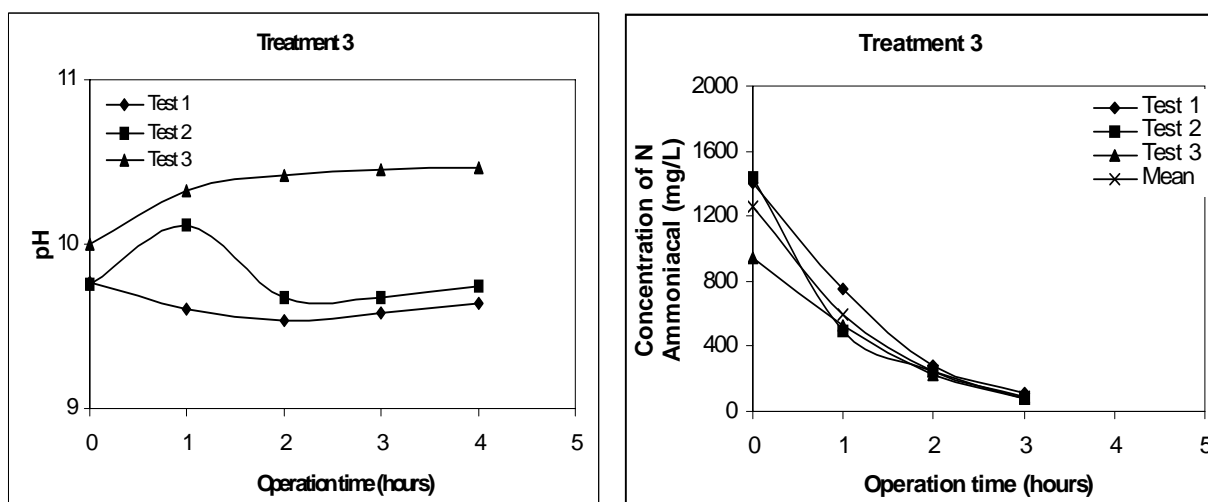 Treatment 3
11
10
9
pH
Test 1
Test 2
Test 3
0 1 2 3 4 5
Operation time (hours)
Treatment 3
2000
1600
1200
800
400
0
Concentration of N
Ammoniacal (mg/L)
Test 1
Test 2
Test 3
Mean
0 1 2 3 4 5
Operation time (hours)